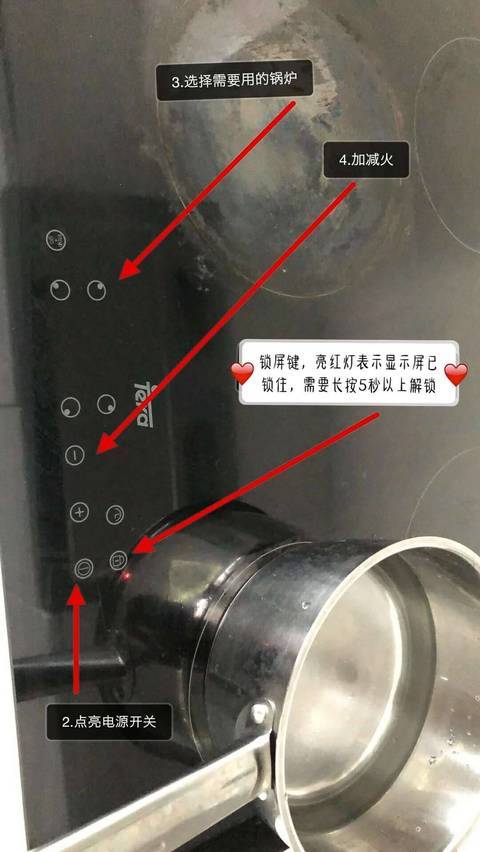 3.选择需要用的锅炉
4.加减火
锁屏键，亮红灯表示显示屏已
锁住，需要长按5秒以上解锁
2.点亮电源开关